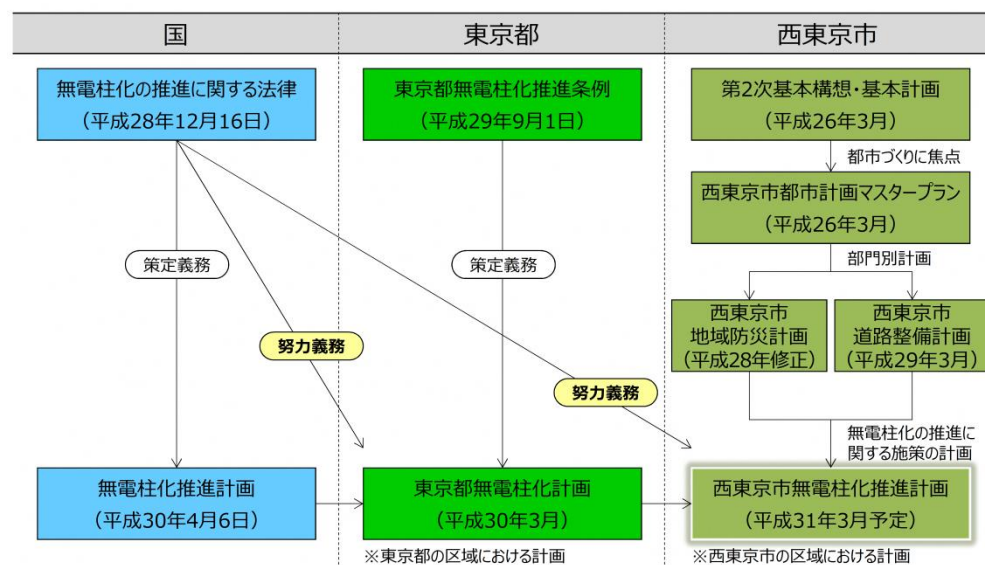 国
東京都
西東京市
無電柱化の推進に関する法律
（平成28年12月16日）
東京都無電柱化推進条例
（平成29年9月1日）
第2次基本構想・基本計画
（平成26年3月）
都市づくりに焦点
西東京市都市計画マスタープラン
（平成26年3月）
部門別計画
策定義務
策定義務
西東京市
地域防災計画
（平成28年修正）
西東京市
道路整備計画
（平成29年3月）
努力義務
努力義務
無電柱化の推進に
関する施策の計画
無電柱化推進計画
（平成30年4月6日）
東京都無電柱化計画
（平成30年3月）
西東京市無電柱化推進計画
（平成31年3月予定）
※東京都の区域における計画
※西東京市の区域における計画